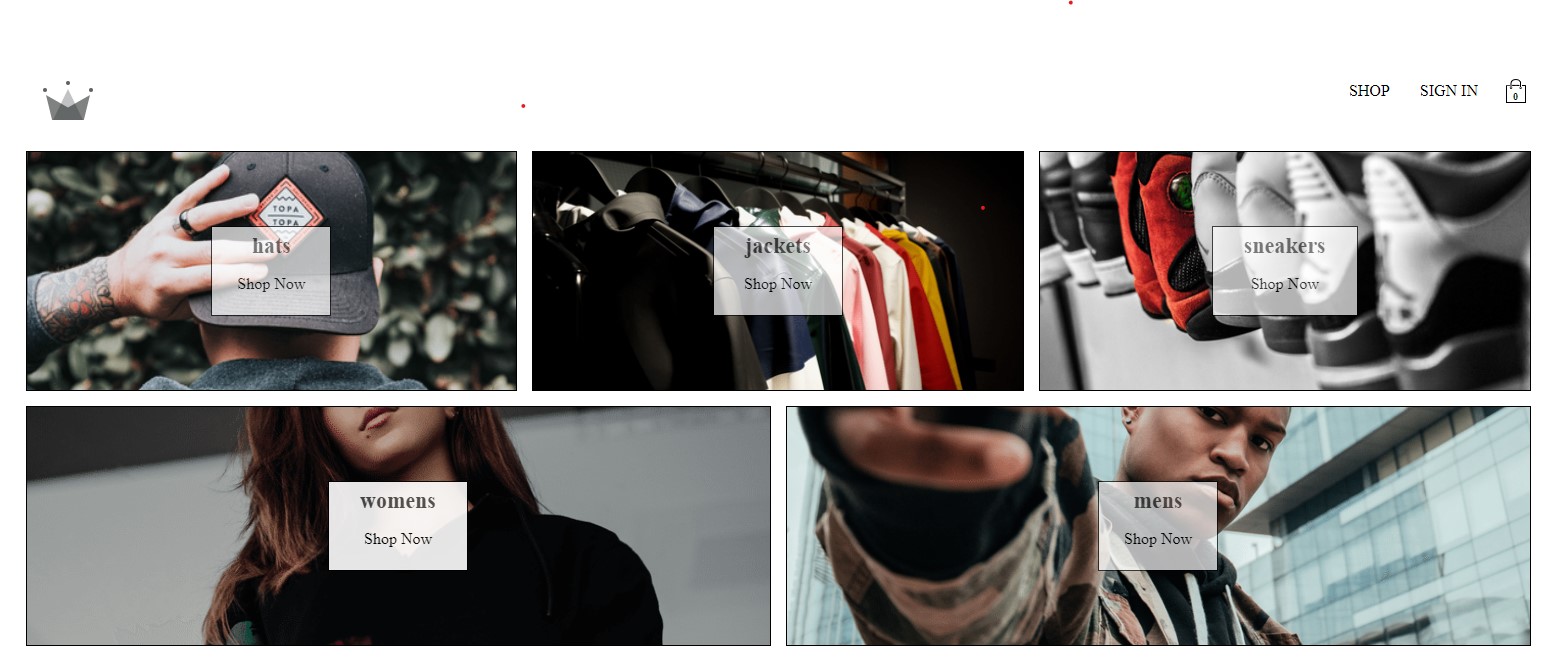 SHOP SIGN IN
0
TOPA
TOPA
hats
Shop Now
jackets
Shop Now
sneakers
Shop Now
womens
Shop Now
mens
Shop Now